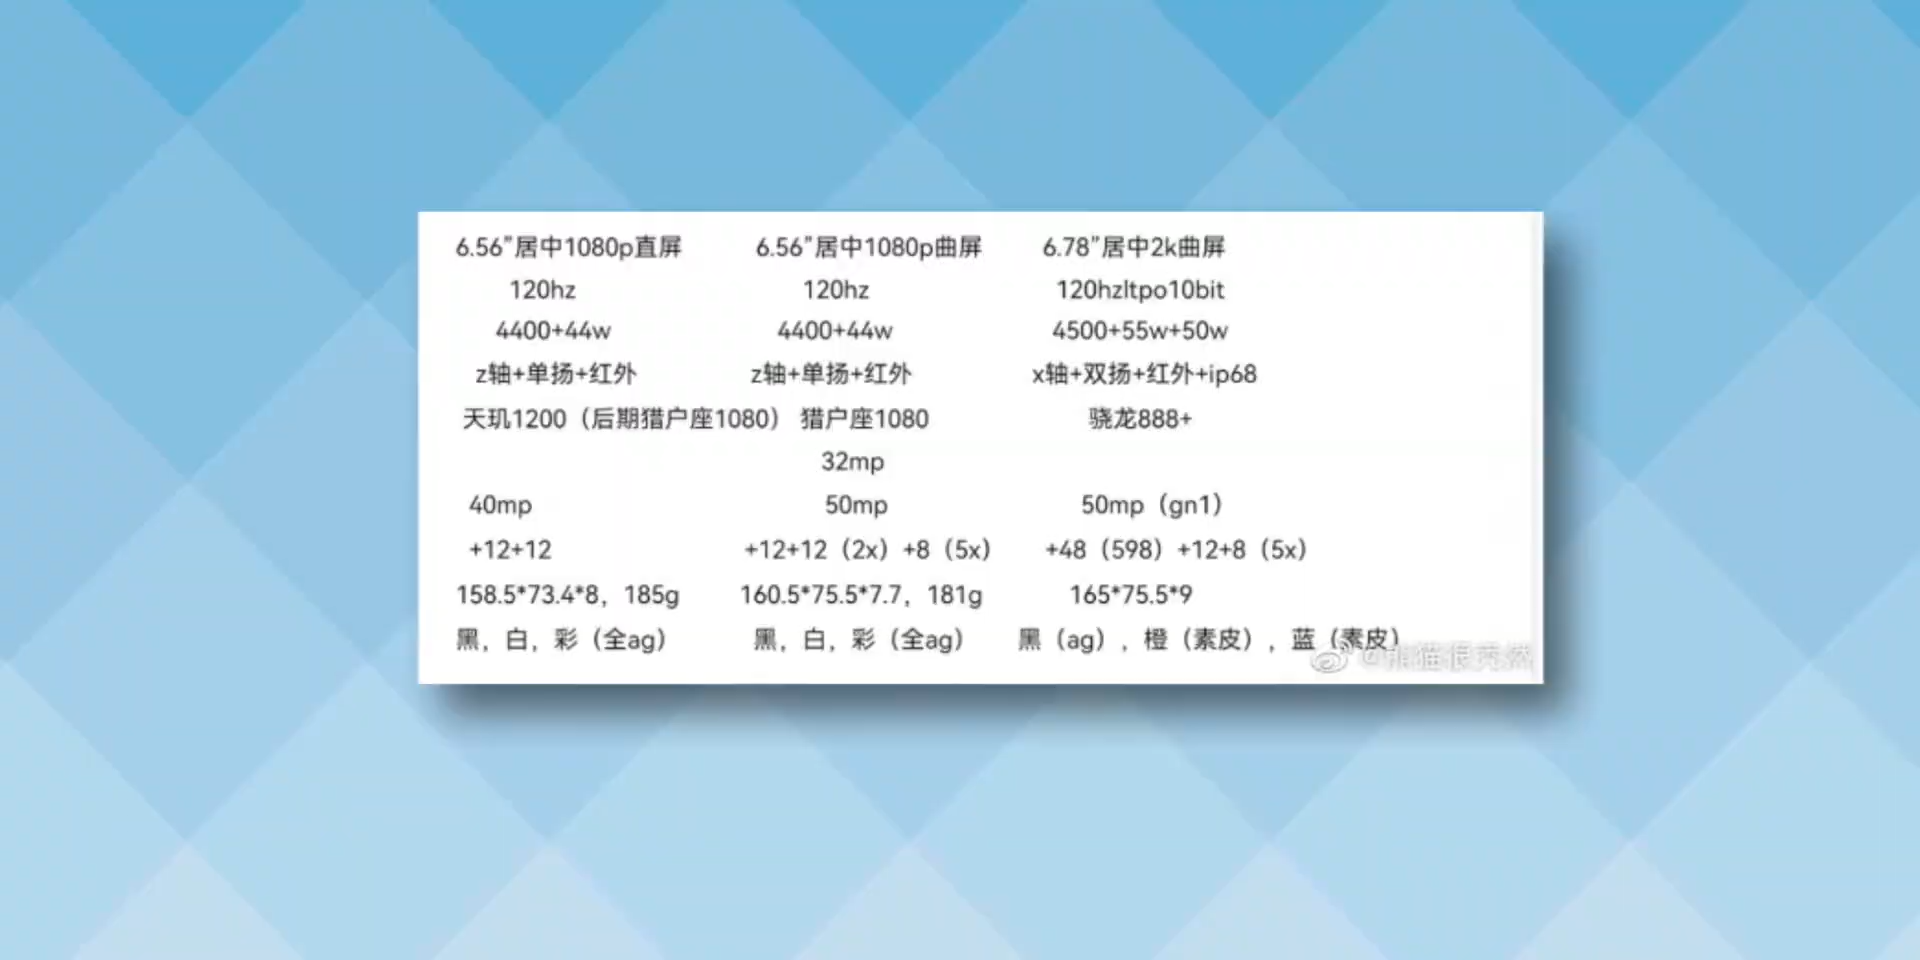 6.56”居中1080p直屏 6.56”居中1080p曲屏 6.78”居中2k曲屏
120hz 120hz 120hzltpo10bit
4400+44w 4400+44w 4500+55w+50w
z轴+单扬+红外 z轴+单扬+红外 x轴+双扬+红外+ip68
天玑1200（后期猎户座1080） 猎户座1080 骁龙888+
32mp
40mp 50mp 50mp（gn1）
+12+12 +12+12（2x）+8（5x） +48（598）+12+8（5x）
158.5*73.4*8，185g 160.5*75.5*7.7，181g 165*75.5*9
黑，白，彩（全ag） 黑，白，彩（全ag） 黑（ag），橙（素皮），蓝（素皮）